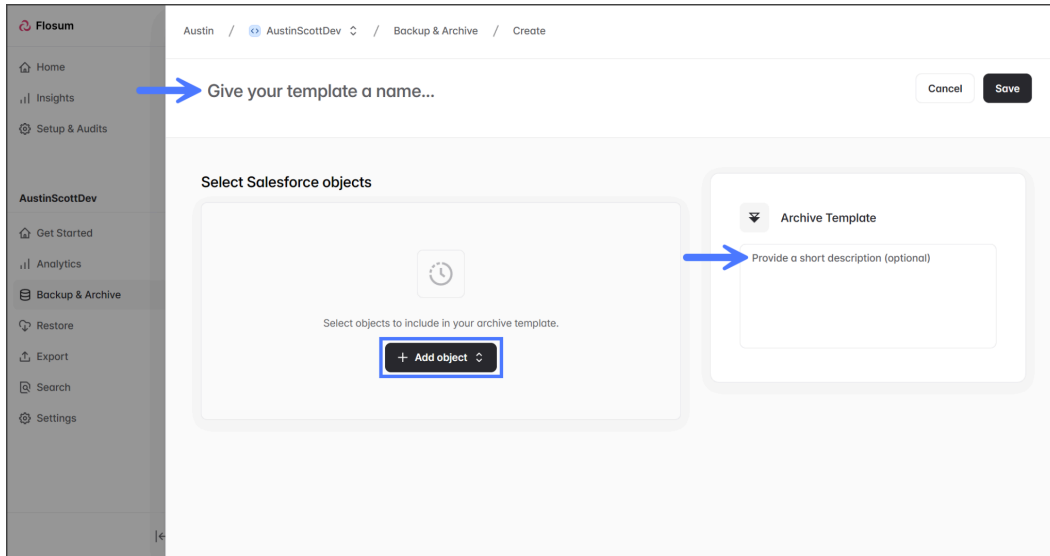 Flosum
Home
Insights
Setup & Audits
AustinScottDev
Get Started
Analytics
Backup & Archive
Restore
Export
Search
Settings
Austin / AustinScottDev / Backup & Archive / Create
Give your template a name...
Cancel
Save
Select Salesforce objects
Select objects to include in your archive template.
+ Add object
Archive Template
Provide a short description (optional)